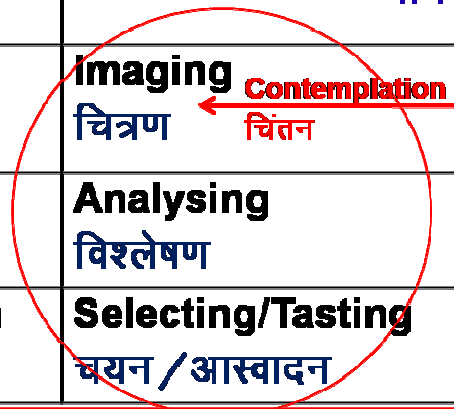 Imaging
Contemplation
चित्रण
चिंतन
Analysing
विश्लेषण
Selecting/Tasting
चयन / आस्वादन